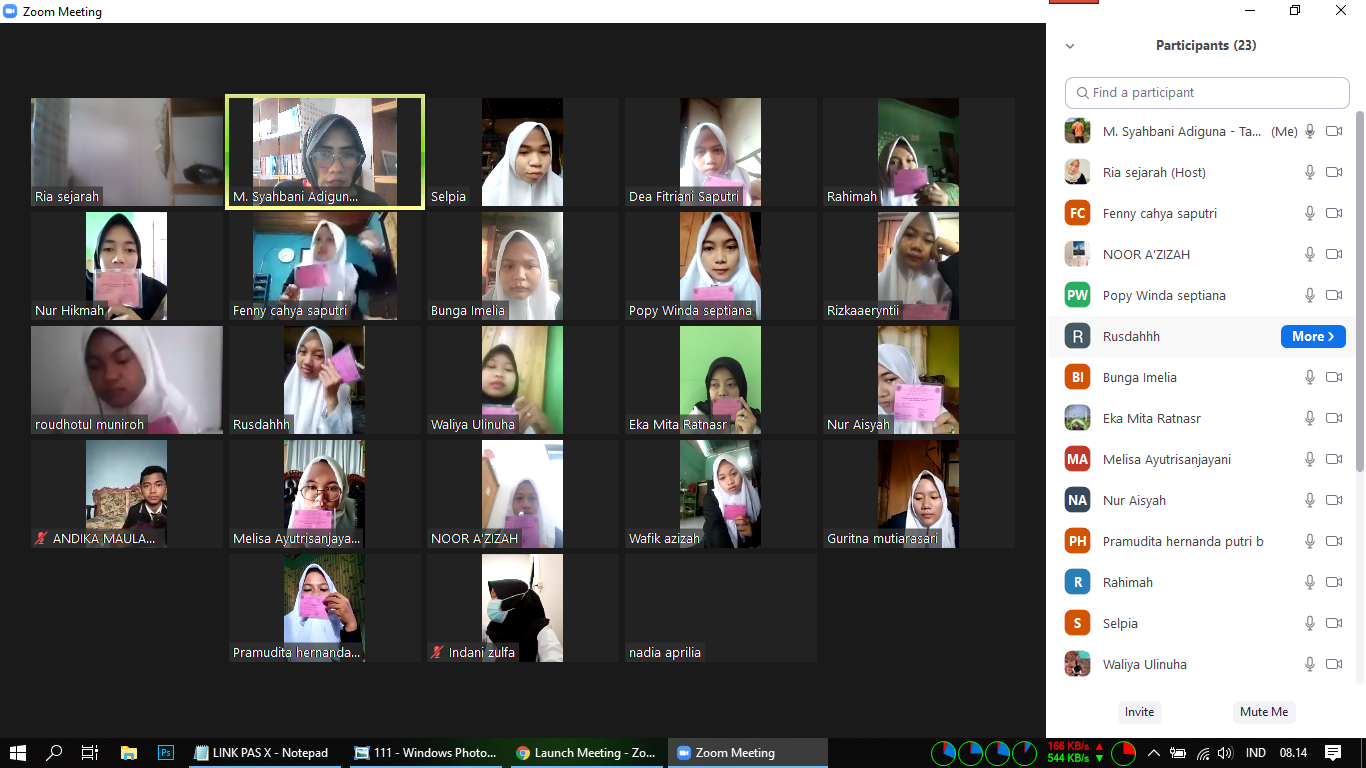 Zoom Meeting
Ria sejarah
M. Syahbani Adigun...
Selpia
Dea Fitriani Saputri
Rahimah
Nur Hikmah
Fenny cahya saputri
Bunga Imelia
Popy Winda septiana
Rizkaaeryntii
roudhotul muniroh
Rusdahhh
Waliya Ulinuha
Eka Mita Ratnasr
Nur Aisyah
ANDIKA MAULA...
Melisa Ayutrisanjaya...
NOOR A'ZIZAH
Wafik azizah
Guritna mutiarasari
Pramudita hernanda...
Indani zulfa
nadia aprilia
Participants (23)
Find a participant
M. Syahbani Adiguna - Ta... (Me)
Ria sejarah (Host)
FC Fenny cahya saputri
NOOR A'ZIZAH
PW Popy Winda septiana
R Rusdahhh More
BI Bunga Imelia
Eka Mita Ratnasr
MA Melisa Ayutrisanjayani
NA Nur Aisyah
PH Pramudita hernanda putri b
R Rahimah
S Selpia
Waliya Ulinuha
Invite Mute Me
Ps LINK PAS X - Notepad 111 - Windows Photo... Launch Meeting - Zo... Zoom Meeting
166 KB/s
544 KB/s
IND 08.14